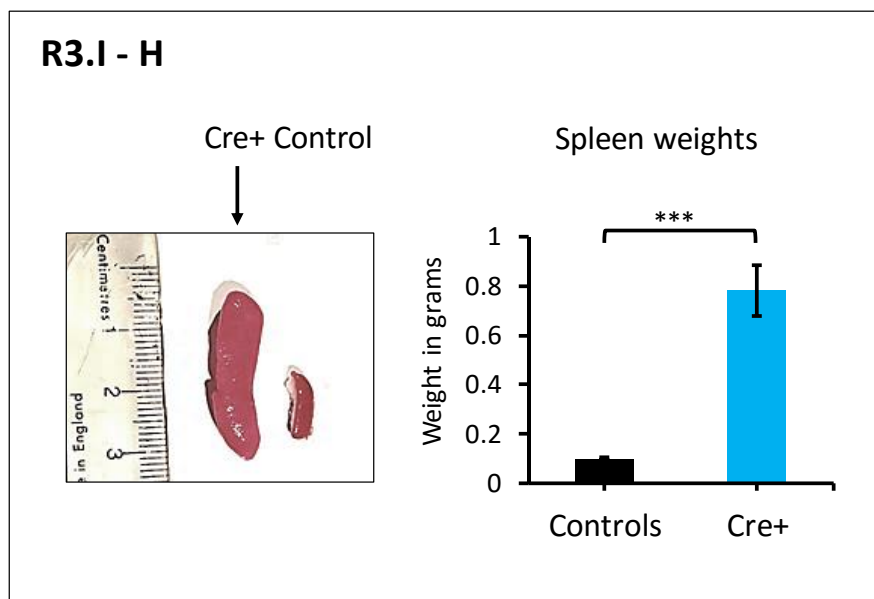 R3.I - H
Cre+ Control
Centimetres 1
2
3
in England
Spleen weights
***
Weight in grams
1
0.8
0.6
0.4
0.2
0
Controls
Cre+